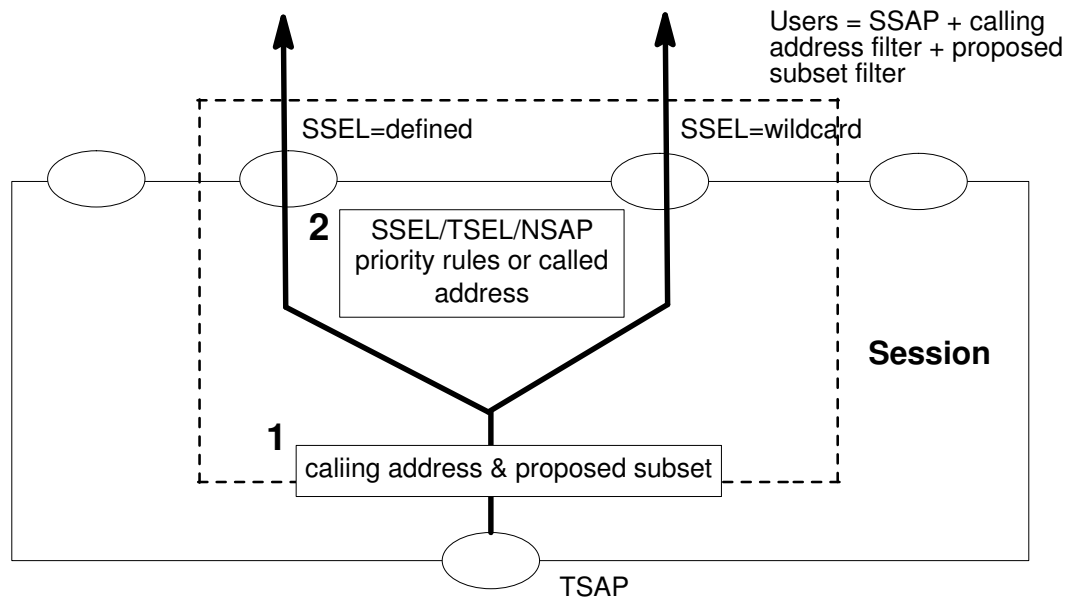 Users = SSAP + calling
address filter + proposed
subset filter
SSEL=defined
SSEL=wildcard
2
SSEL/TSEL/NSAP
priority rules or called
address
Session
1
caliing address & proposed subset
TSAP